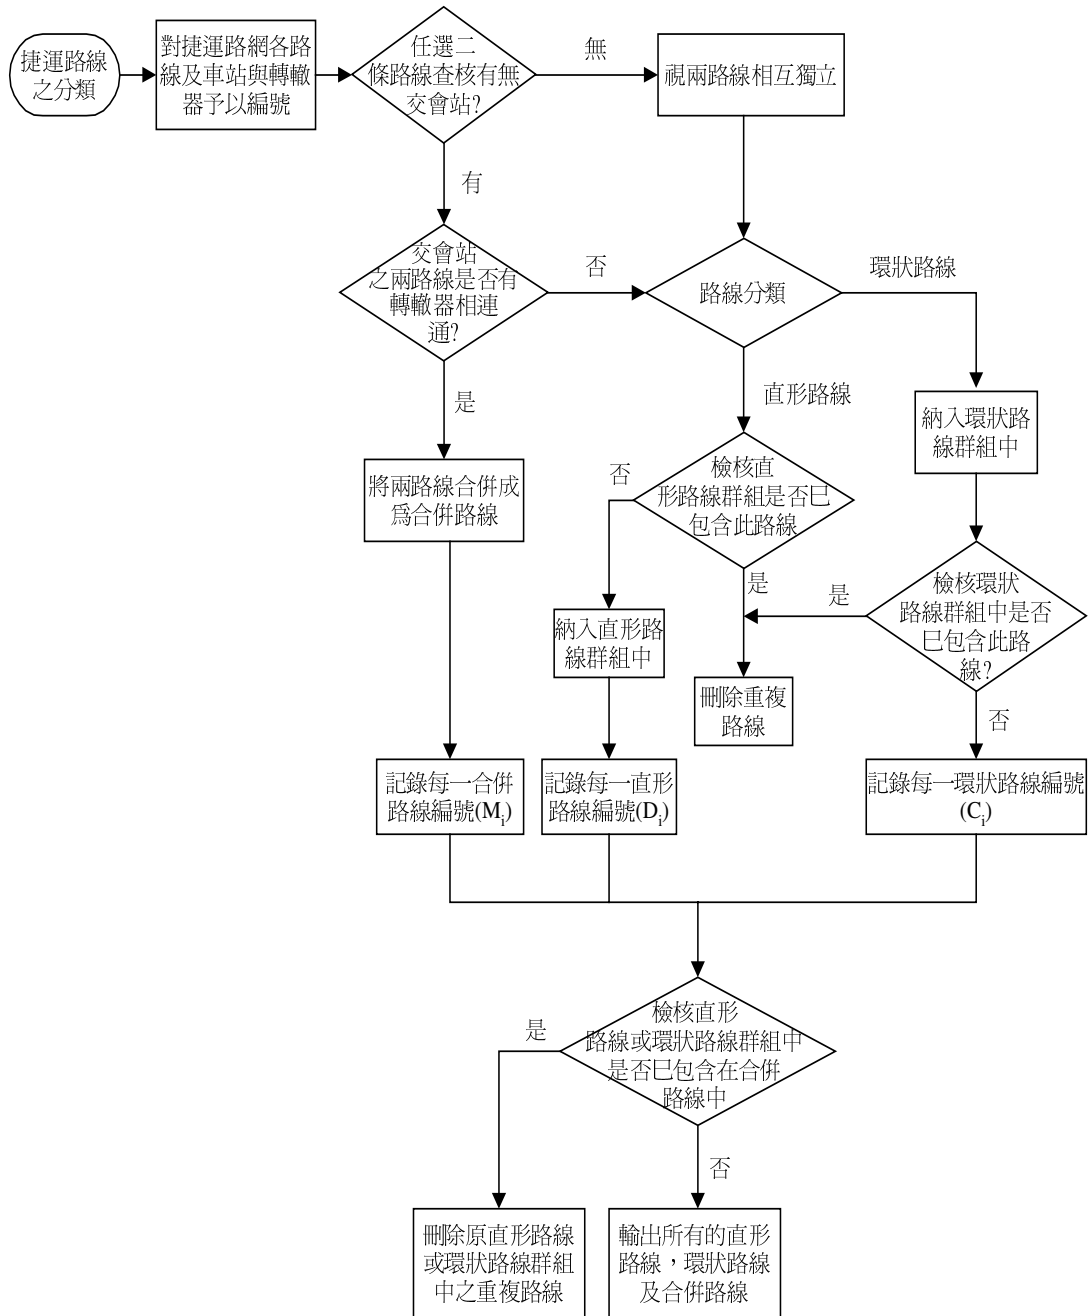 捷運路線
之分類
對捷運路網各路
線及車站與轉轍
器予以編號
任選二
條路線查核有無
交會站?
無
視兩路線相互獨立
有
交會站
之兩路線是否有
轉轍器相連
通?
否
路線分類
環狀路線
是
直形路線
納入環狀路
線群組中
將兩路線合併成
為合併路線
否
檢核直
形路線群組是否已
包含此路線
是
是
檢核環狀
路線群組中是否
已包含此路
線?
納入直形路
線群組中
刪除重複
路線
否
記錄每一合併
路線編號(Mi)
記錄每一直形
路線編號(Di)
記錄每一環狀路線編號
(Ci)
檢核直形
路線或環狀路線群組中
是否已包含在合併
路線中
是
否
刪除原直形路線
或環狀路線群組
中之重複路線
輸出所有的直形
路線，環狀路線
及合併路線